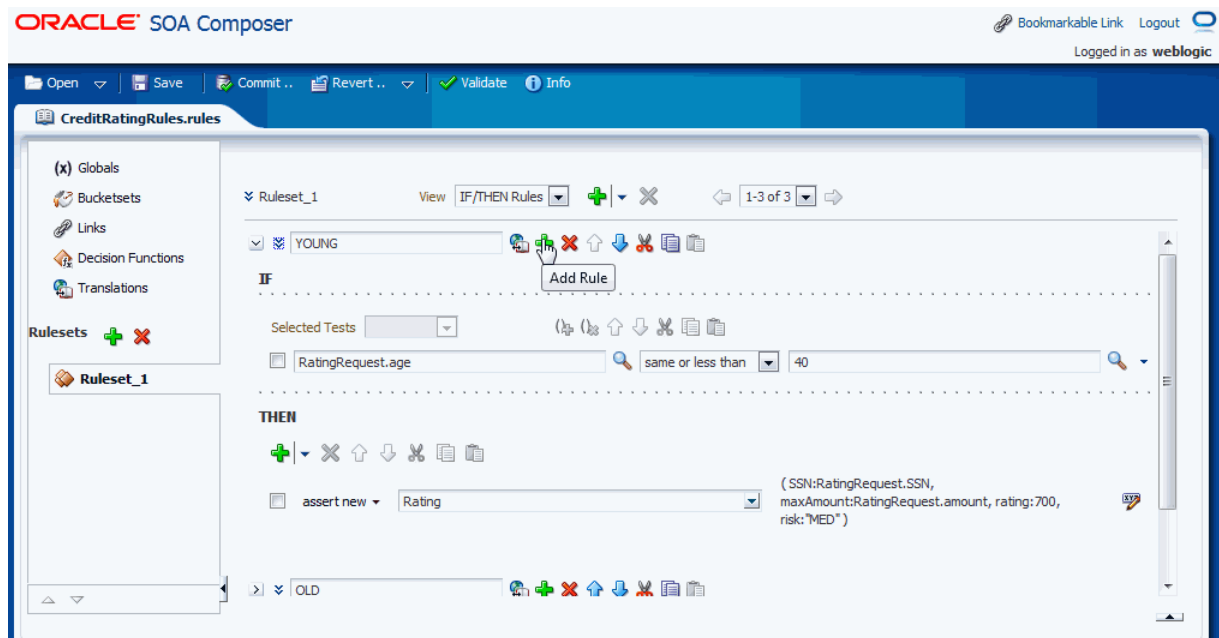 ORACLE SOA Composer
Bookmarkable Link Logout
Logged in as weblogic
Open Save Commit .. Revert .. Validate Info
CreditRatingRules.rules
(x) Globals
Bucketsets
Links
Decision Functions
Translations
Rulesets
Ruleset_1
Ruleset_1 View IF/THEN Rules 1-3 of 3
YOUNG
Add Rule
IF
Selected Tests
RatingRequest.age same or less than 40
THEN
assert new Rating
( SSN:RatingRequest.SSN,
maxAmount:RatingRequest.amount, rating:700,
risk:"MED" )
OLD